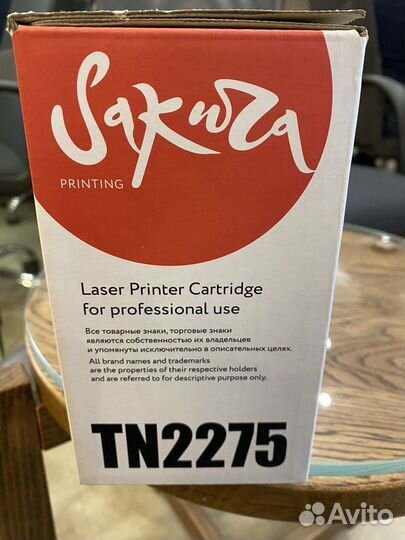 Sakura
PRINTING
Laser Printer Cartridge
for professional use
Все товарные знаки, торговые знаки
являются собственностью их владельцев
и упомянуты исключительно в описательных целях.
All brand names and trademarks
are the properties of their respective holders
and are referred to for descriptive purpose only.
TN2275
Avito